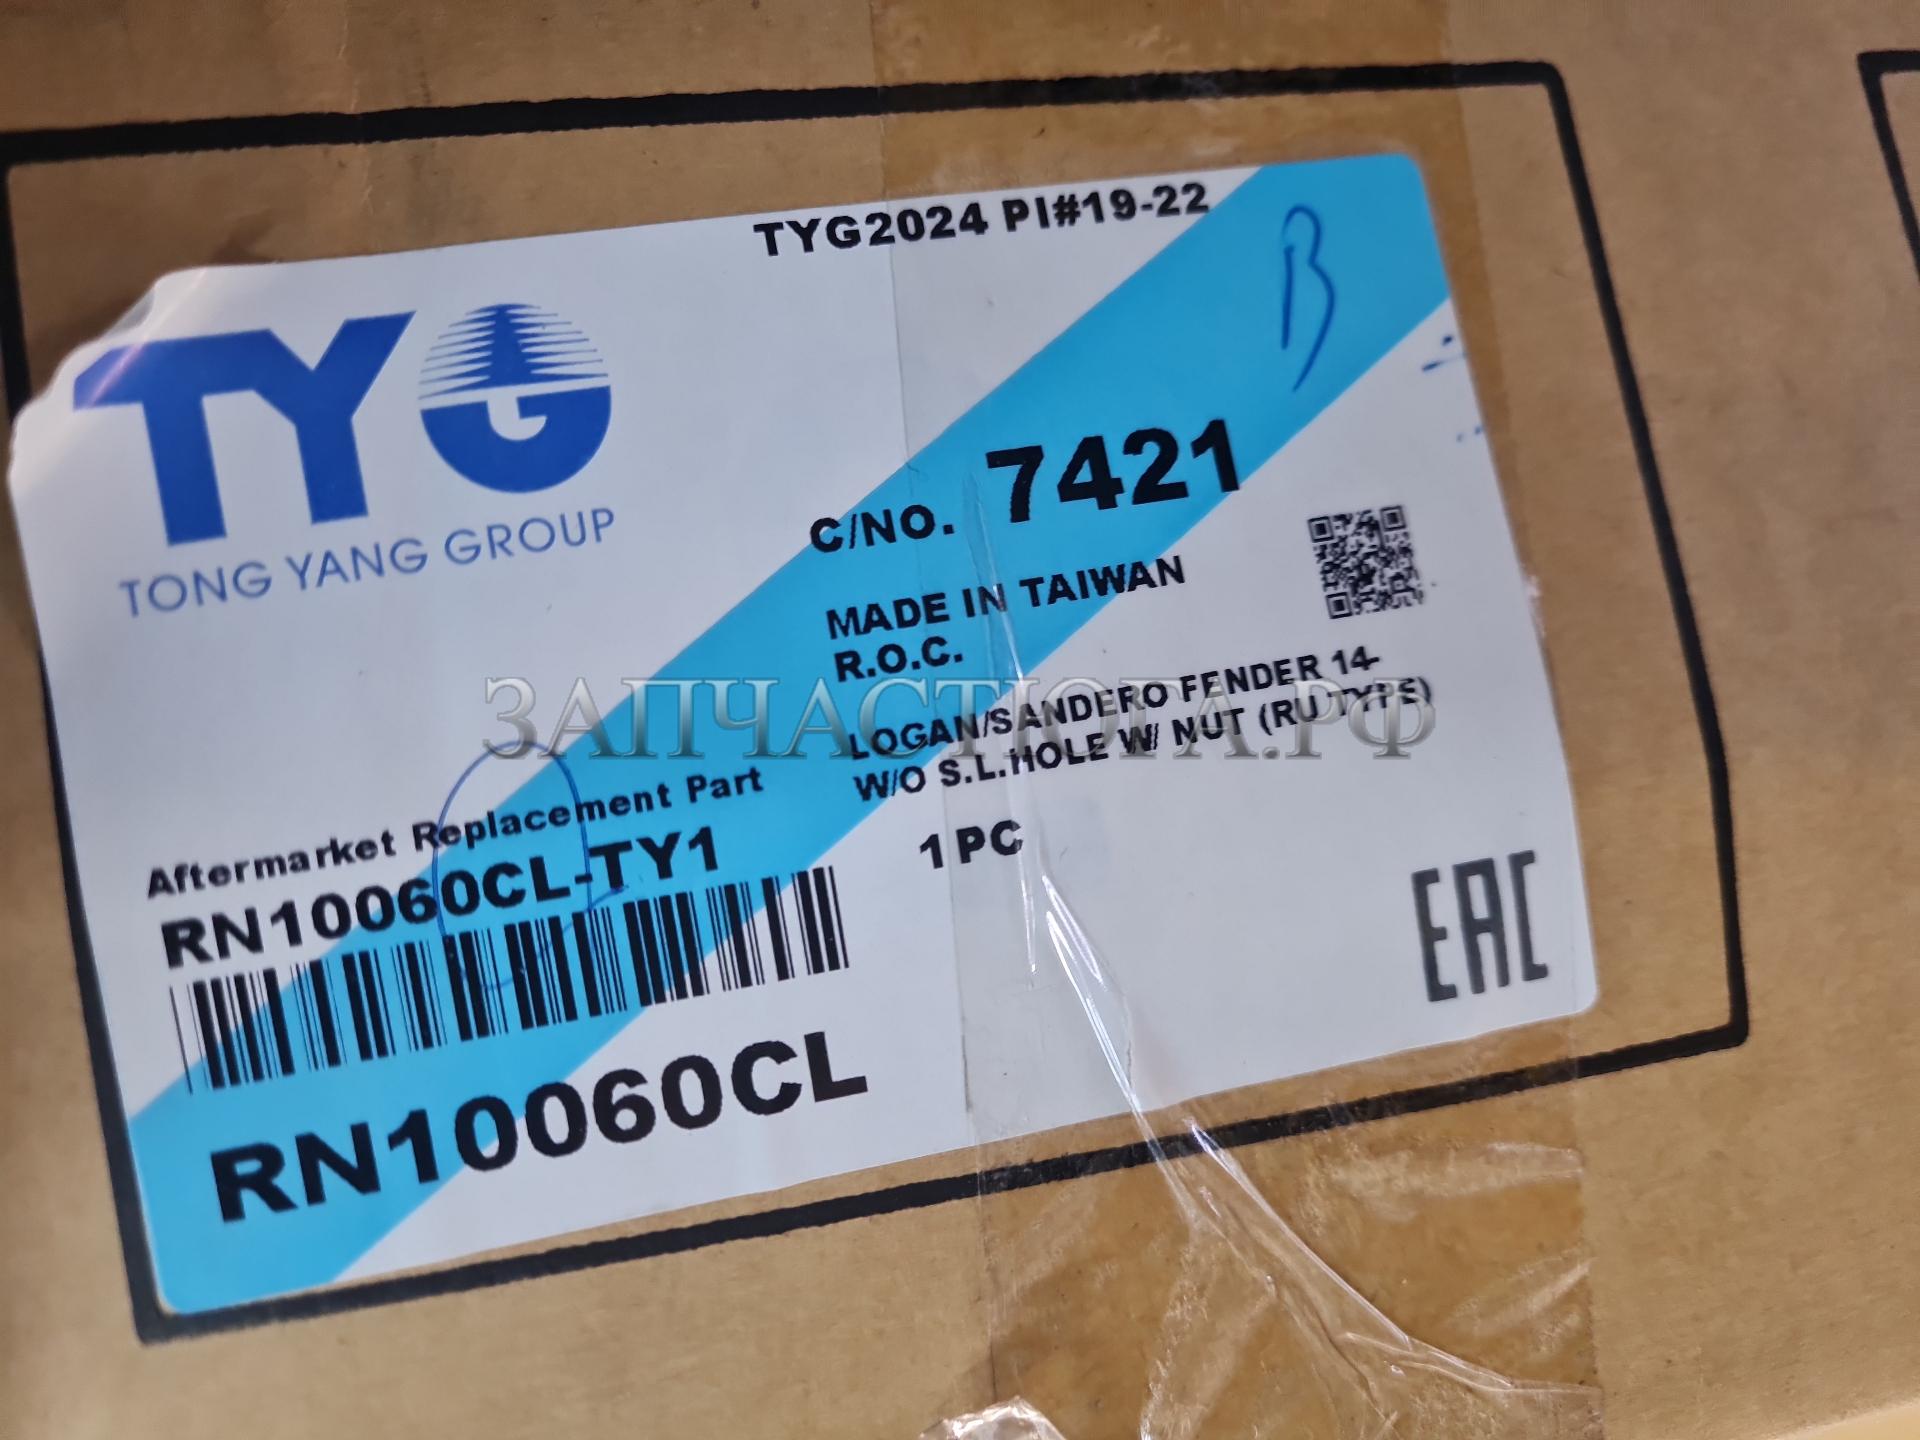 TYG2024 PI#19-22
B
TYG
TONG YANG GROUP
C/NO. 7421
MADE IN TAIWAN
R.O.C.
LOGAN/SANDERO FENDER 14-
W/O S.L.HOLE W/ NUT (RU TYPE)
ЗАПЧАСТЮГА.РФ
1 PC
Aftermarket Replacement Part
RN10060CL-TY1
RN10060CL
EAC